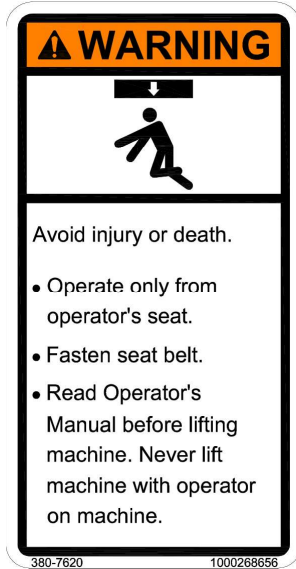 WARNING
Avoid injury or death.
• Operate only from
operator's seat.
• Fasten seat belt.
• Read Operator's
Manual before lifting
machine. Never lift
machine with operator
on machine.
380-7620 1000268656